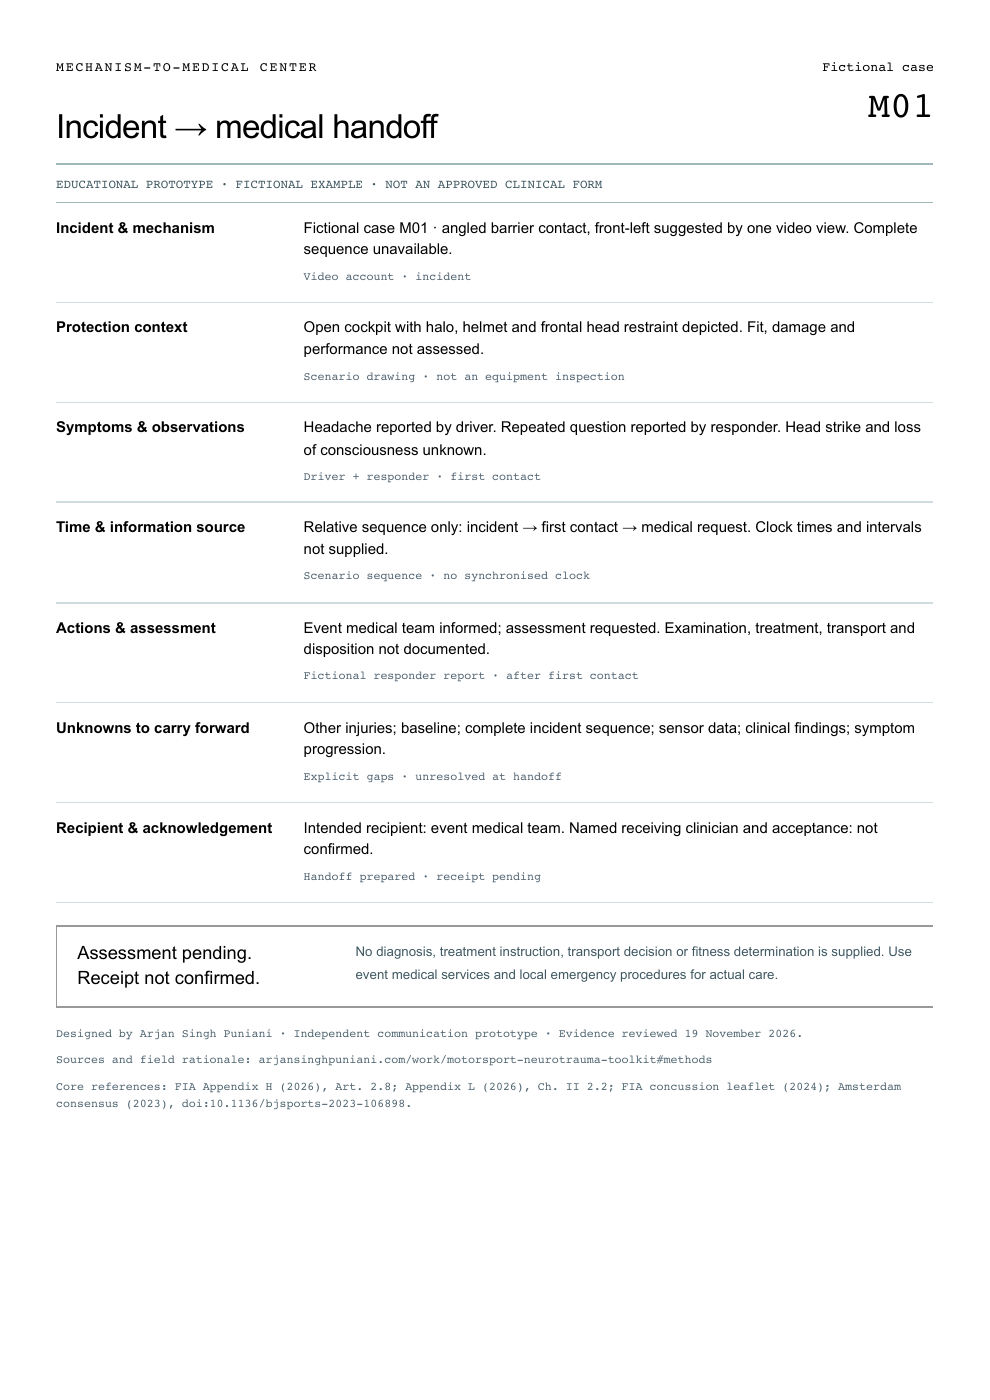 MECHANISM-TO-MEDICAL CENTER
Fictional case
M01
Incident → medical handoff
EDUCATIONAL PROTOTYPE · FICTIONAL EXAMPLE · NOT AN APPROVED CLINICAL FORM
Incident & mechanism
Fictional case M01 · angled barrier contact, front-left suggested by one video view. Complete
sequence unavailable.
Video account · incident
Protection context
Open cockpit with halo, helmet and frontal head restraint depicted. Fit, damage and
performance not assessed.
Scenario drawing · not an equipment inspection
Symptoms & observations
Headache reported by driver. Repeated question reported by responder. Head strike and loss
of consciousness unknown.
Driver + responder · first contact
Time & information source
Relative sequence only: incident → first contact → medical request. Clock times and intervals
not supplied.
Scenario sequence · no synchronised clock
Actions & assessment
Event medical team informed; assessment requested. Examination, treatment, transport and
disposition not documented.
Fictional responder report · after first contact
Unknowns to carry forward
Other injuries; baseline; complete incident sequence; sensor data; clinical findings; symptom
progression.
Explicit gaps · unresolved at handoff
Recipient & acknowledgement
Intended recipient: event medical team. Named receiving clinician and acceptance: not
confirmed.
Handoff prepared · receipt pending
Assessment pending.
Receipt not confirmed.
No diagnosis, treatment instruction, transport decision or fitness determination is supplied. Use
event medical services and local emergency procedures for actual care.
Designed by Arjan Singh Puniani · Independent communication prototype · Evidence reviewed 19 November 2026.
Sources and field rationale: arjansinghpuniani.com/work/motorsport-neurotrauma-toolkit#methods
Core references: FIA Appendix H (2026), Art. 2.8; Appendix L (2026), Ch. II 2.2; FIA concussion leaflet (2024); Amsterdam
consensus (2023), doi:10.1136/bjsports-2023-106898.